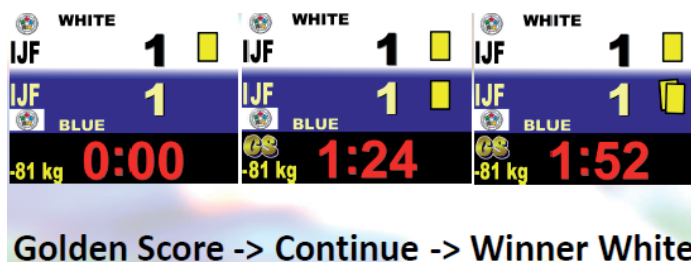 WHITE
IJF 1
IJF 1
BLUE
-81 kg 0:00
WHITE
IJF 1
IJF 1
BLUE
GS
-81 kg 1:24
WHITE
IJF 1
IJF 1
BLUE
GS
-81 kg 1:52
Golden Score -> Continue -> Winner White